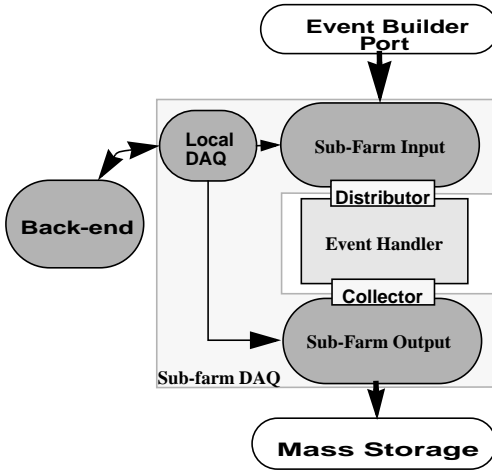 Event Builder
Port
Local
DAQ
Sub-Farm Input
Distributor
Back-end
Event Handler
Collector
Sub-Farm Output
Sub-farm DAQ
Mass Storage